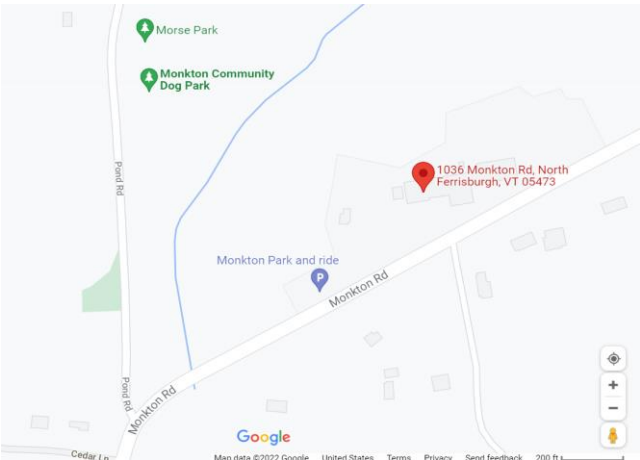 Morse Park
Monkton Community
Dog Park
Pond Rd
1036 Monkton Rd, North
Ferrisburgh, VT 05473
Monkton Park and ride
P
Monkton Rd
Pond Rd
Monkton Rd
Cedar Ln
Google
Map data ©2022 Google United States Terms Privacy Send feedback 200 ft